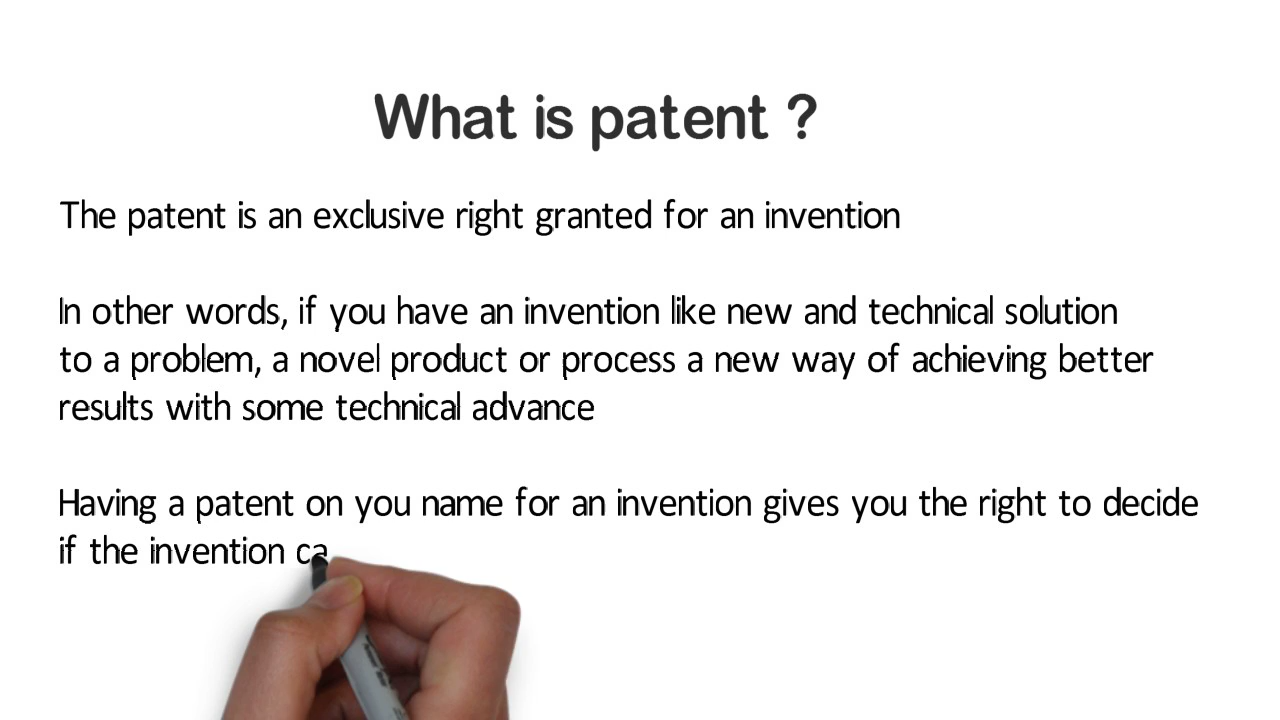 What is patent ?
The patent is an exclusive right granted for an invention
In other words, if you have an invention like new and technical solution
to a problem, a novel product or process a new way of achieving better
results with some technical advance
Having a patent on you name for an invention gives you the right to decide
if the invention ca